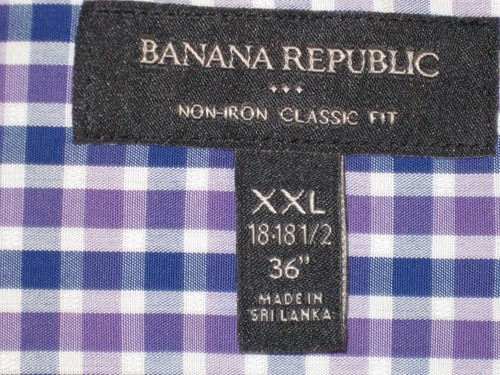 BANANA REPUBLIC
NON-IRON CLASSIC FIT
XXL
18-18 1/2
36"
MADE IN
SRI LANKA